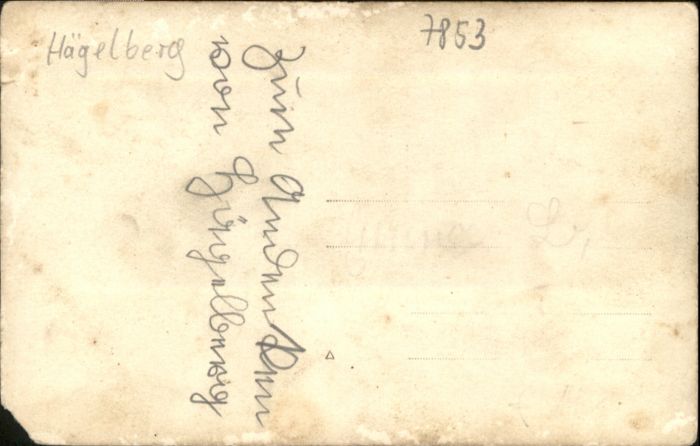 Hägelberg
7853
Zum Andenken
von Hägelberg